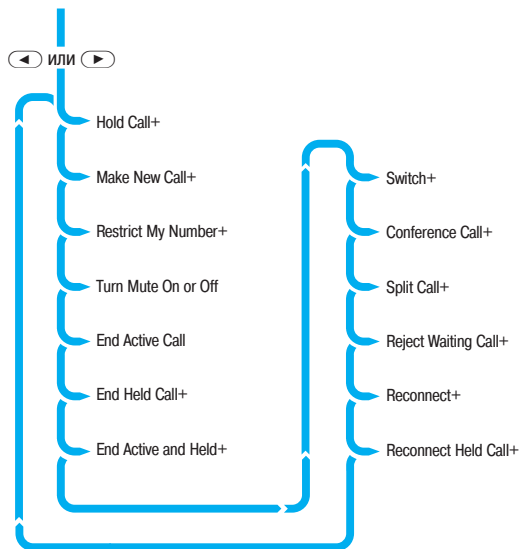 ◄ или ►
Hold Call+
Make New Call+
Restrict My Number+
Turn Mute On or Off
End Active Call
End Held Call+
End Active and Held+
Switch+
Conference Call+
Split Call+
Reject Waiting Call+
Reconnect+
Reconnect Held Call+